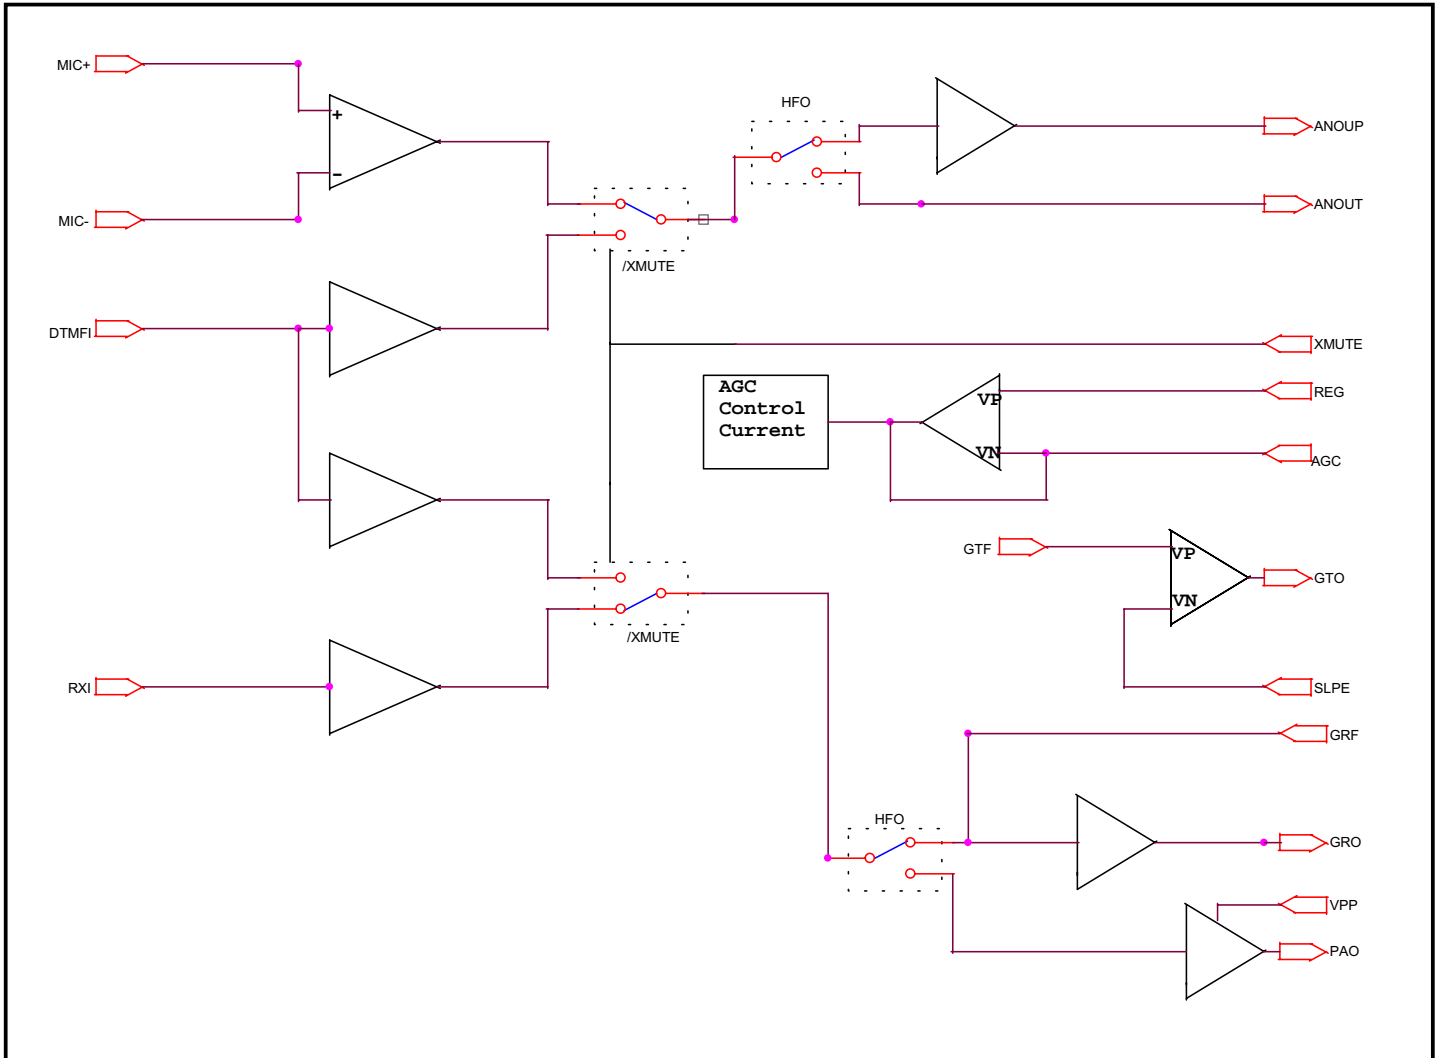 MIC+
HFO
ANOUP
+
−
MIC-
ANOUT
/XMUTE
DTMFI
XMUTE
AGC
Control
Current
VP
REG
VN
AGC
GTF
VP
GTO
VN
/XMUTE
RXI
SLPE
GRF
HFO
GRO
VPP
PAO